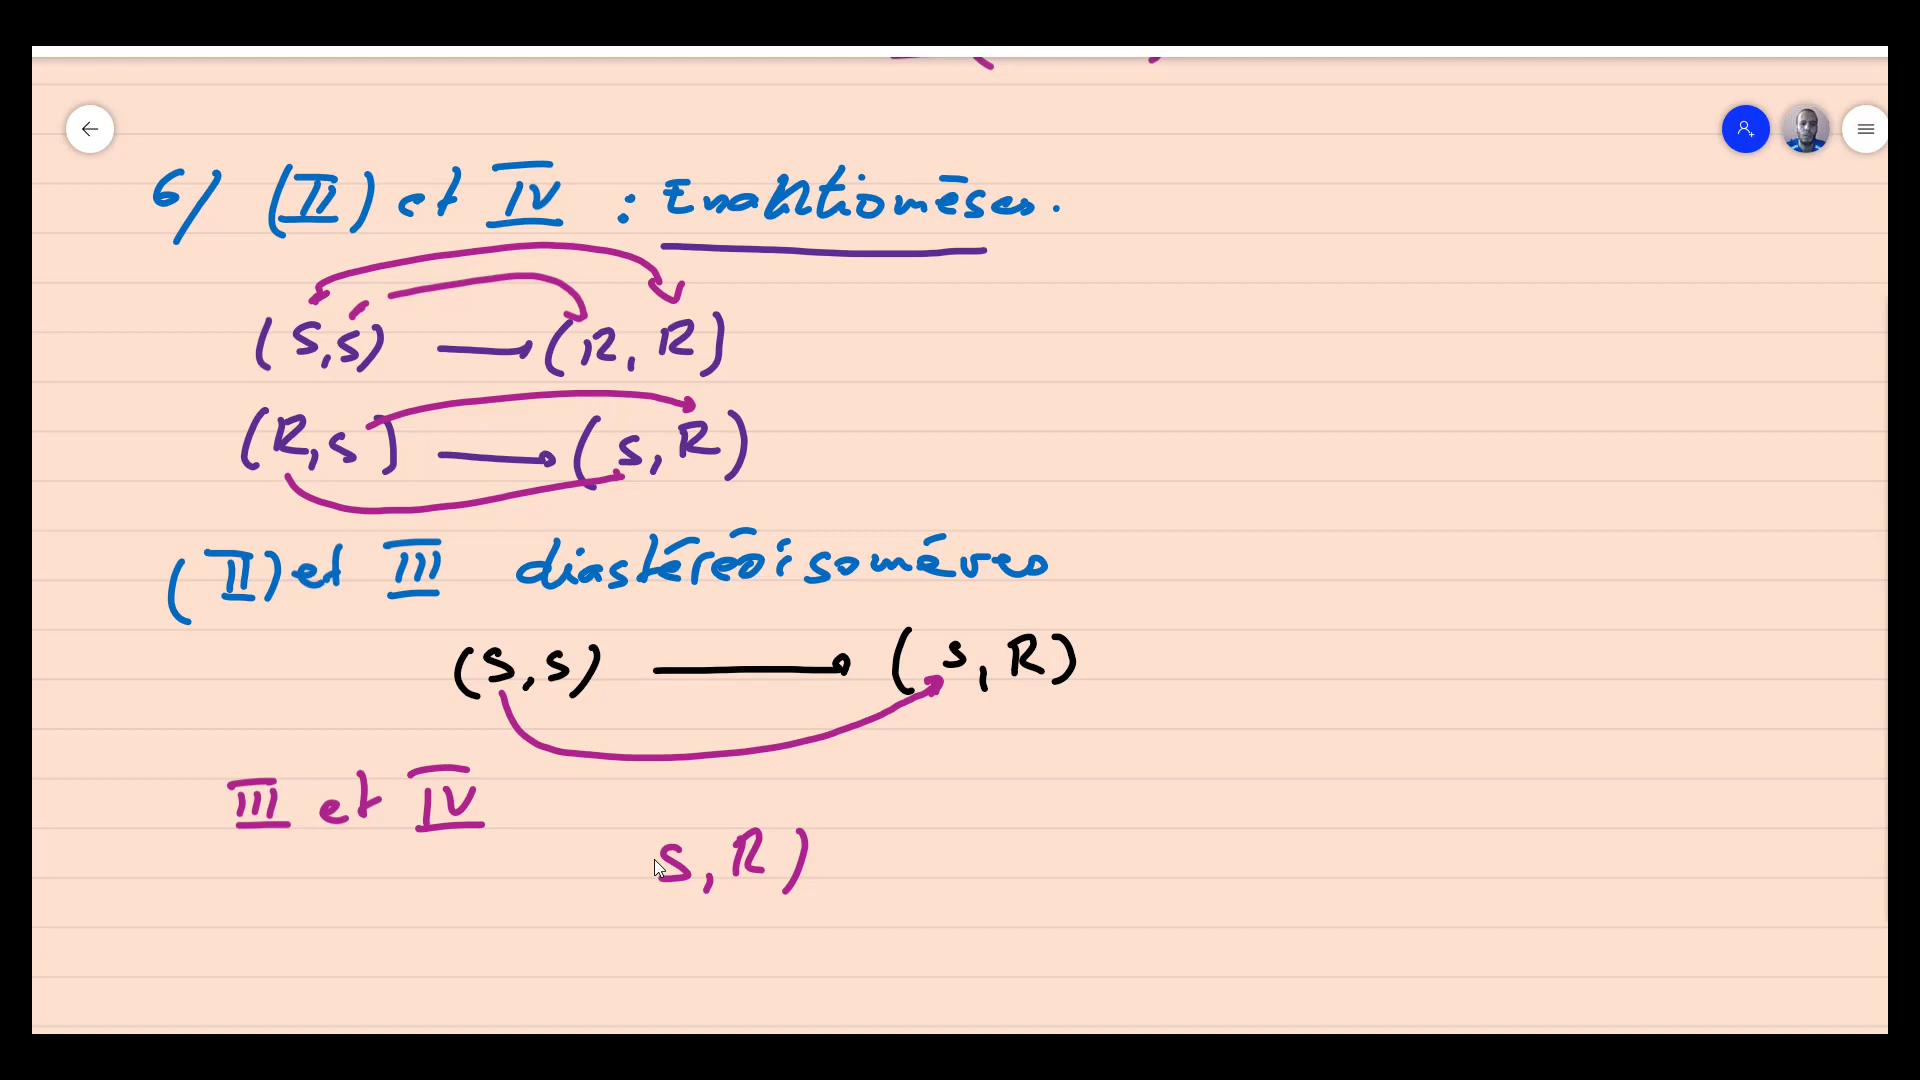 6/ (II) et IV : Enantiomères.
(S,S) → (R, R)
(R,S) → (S,R)
(II) et III diastéréoisomères
(S,S) → (S,R)
III et IV
S,R)